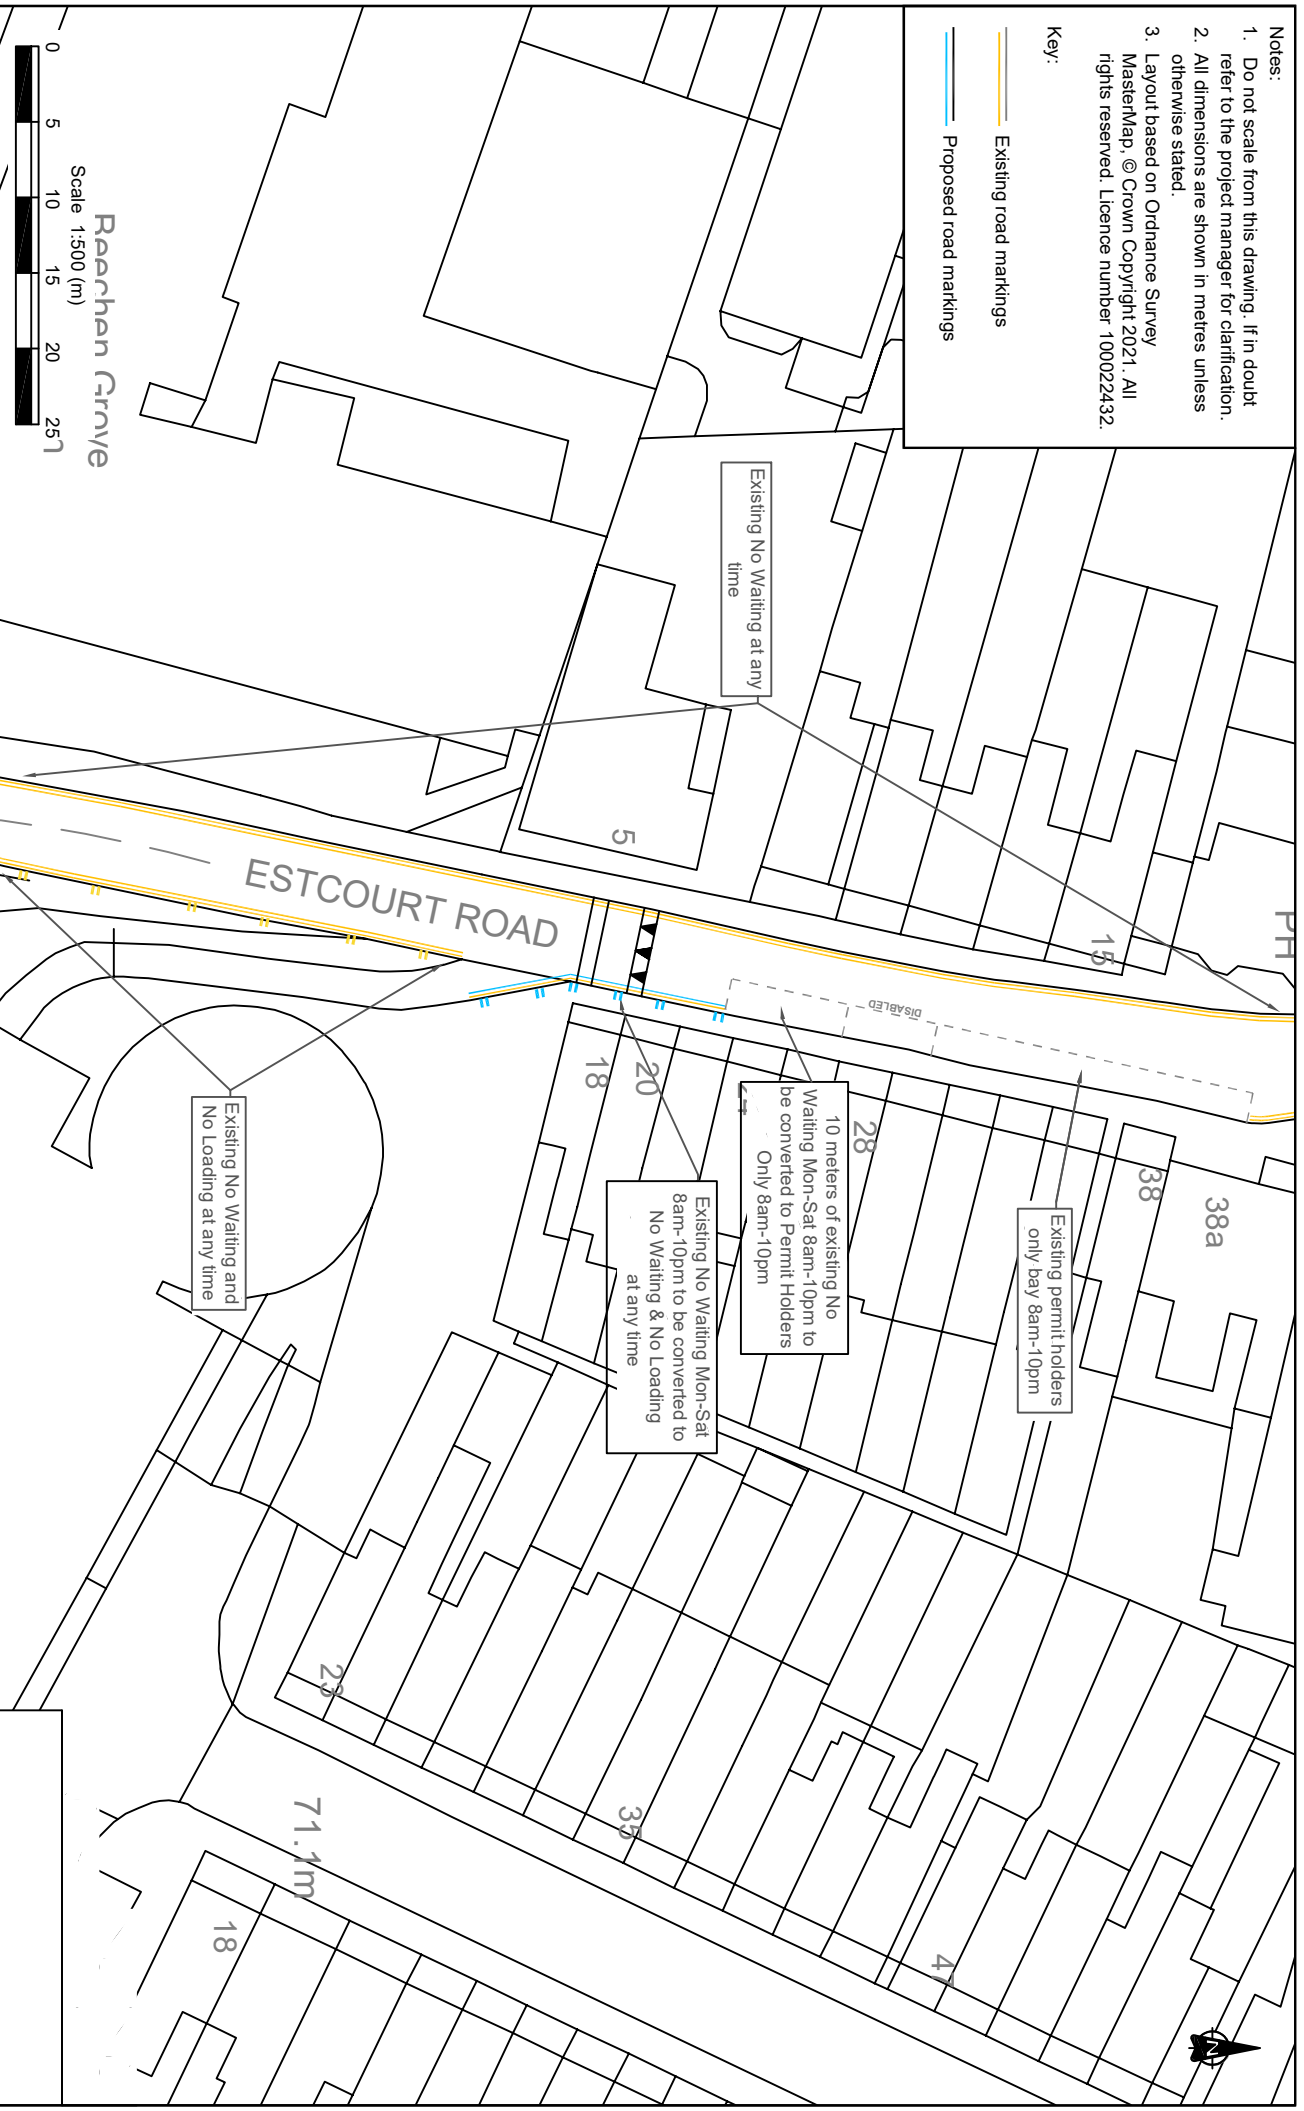 Notes:
1. Do not scale from this drawing. If in doubt
refer to the project manager for clarification.
2. All dimensions are shown in metres unless
otherwise stated.
3. Layout based on Ordnance Survey
MasterMap, © Crown Copyright 2021. All
rights reserved. Licence number 100022432.
Key:
Existing road markings
Proposed road markings
Existing No Waiting at any
time
PH
15
5
DISABLED
ESTCOURT ROAD
38a
38
28
20
18
Existing permit holders
only bay 8am-10pm
10 meters of existing No
Waiting Mon-Sat 8am-10pm to
be converted to Permit Holders
Only 8am-10pm
Existing No Waiting Mon-Sat
8am-10pm to be converted to
No Waiting & No Loading
at any time
Existing No Waiting and
No Loading at any time
47
35
23
71.1m
18
N
Beechen Grove
Scale 1:500 (m)
0 5 10 15 20 25